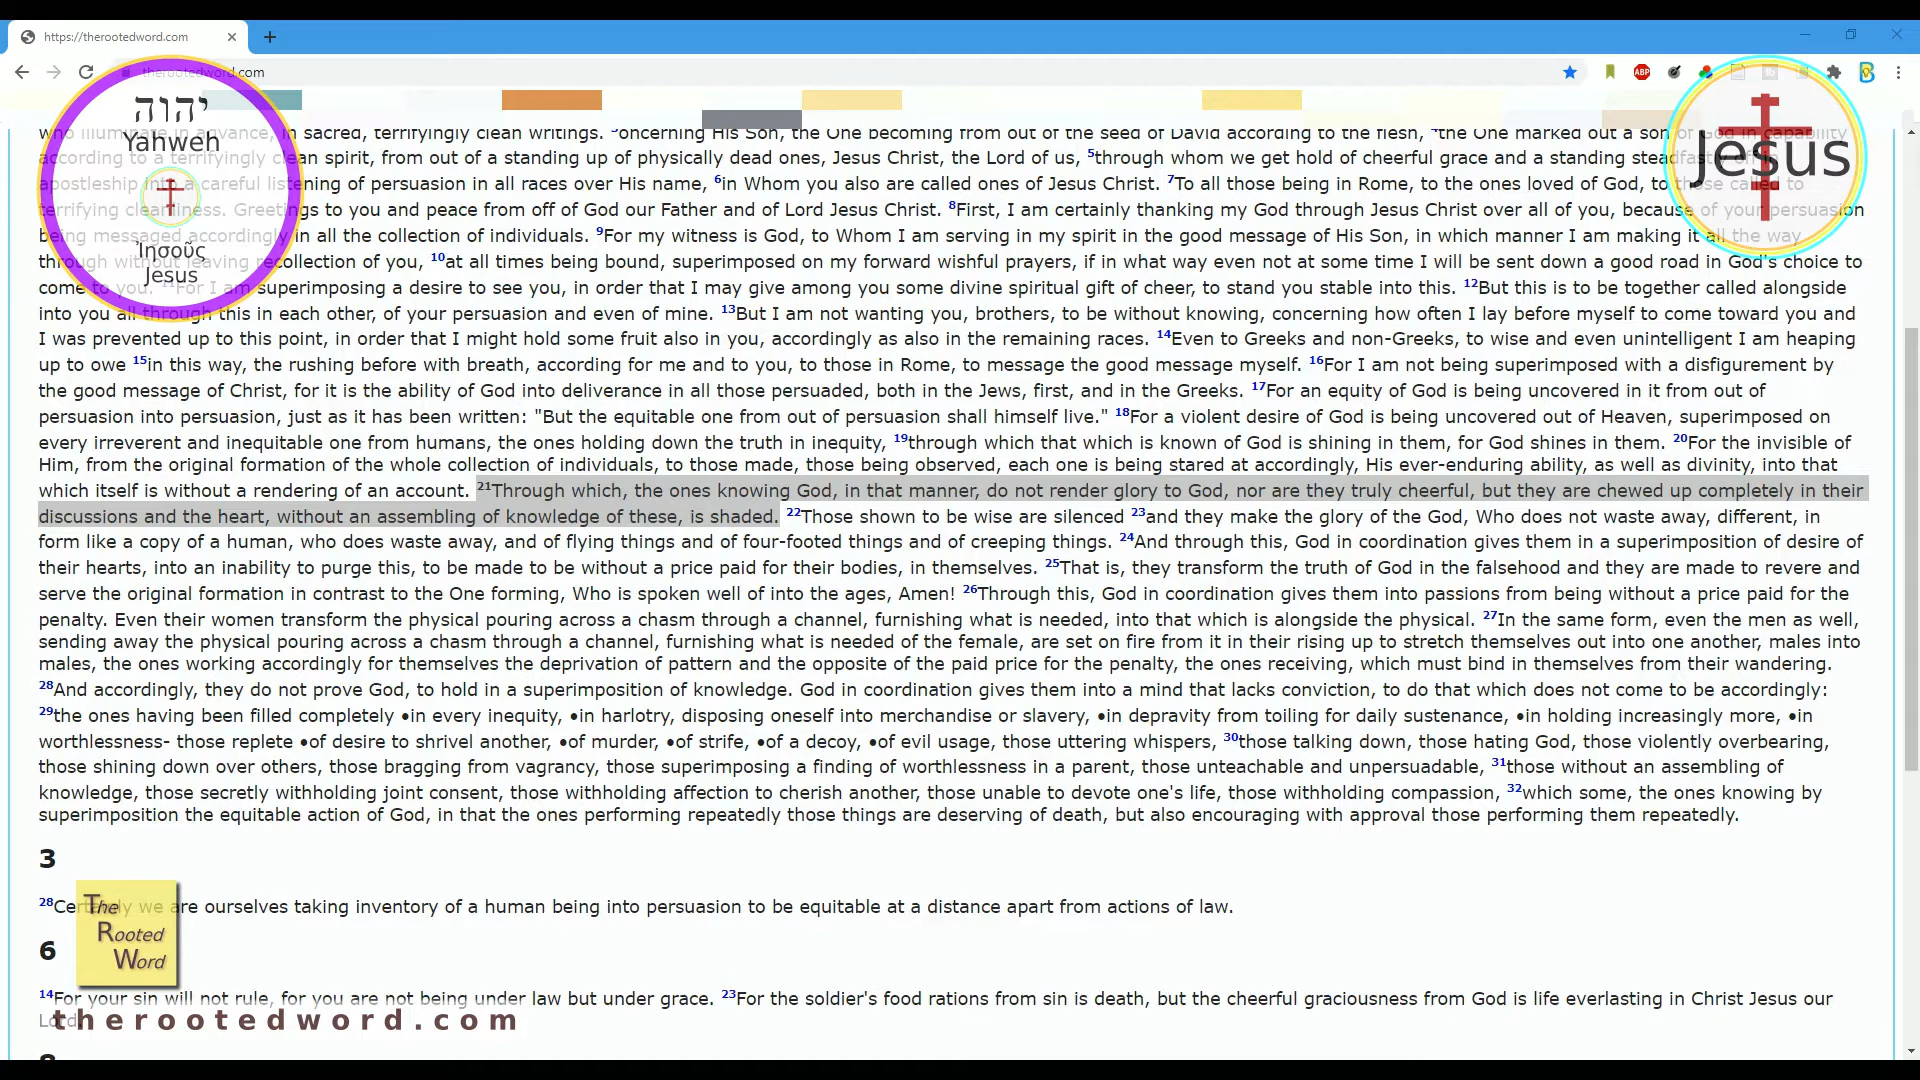 https://therootedword.com
therootedword.com
who illuminate in advance, in sacred, terrifyingly clean writings. ³oncerning His Son, the One becoming from out of the seed of David according to the flesh, ⁴the One marked out a son of God in capability
according to a terrifyingly clean spirit, from out of a standing up of physically dead ones, Jesus Christ, the Lord of us, ⁵through whom we get hold of cheerful grace and a standing steadfastly off in
apostleship into a careful listening of persuasion in all races over His name, ⁶in Whom you also are called ones of Jesus Christ. ⁷To all those being in Rome, to the ones loved of God, to those called to
terrifying cleanliness. Greetings to you and peace from off of God our Father and of Lord Jesus Christ. ⁸First, I am certainly thanking my God through Jesus Christ over all of you, because of your persuasion
being messaged accordingly in all the collection of individuals. ⁹For my witness is God, to Whom I am serving in my spirit in the good message of His Son, in which manner I am making it all the way
through without leaving recollection of you, ¹⁰at all times being bound, superimposed on my forward wishful prayers, if in what way even not at some time I will be sent down a good road in God's choice to
come to you. ¹¹For I am superimposing a desire to see you, in order that I may give among you some divine spiritual gift of cheer, to stand you stable into this. ¹²But this is to be together called alongside
into you all through this in each other, of your persuasion and even of mine. ¹³But I am not wanting you, brothers, to be without knowing, concerning how often I lay before myself to come toward you and
I was prevented up to this point, in order that I might hold some fruit also in you, accordingly as also in the remaining races. ¹⁴Even to Greeks and non-Greeks, to wise and even unintelligent I am heaping
up to owe ¹⁵in this way, the rushing before with breath, according for me and to you, to those in Rome, to message the good message myself. ¹⁶For I am not being superimposed with a disfigurement by
the good message of Christ, for it is the ability of God into deliverance in all those persuaded, both in the Jews, first, and in the Greeks. ¹⁷For an equity of God is being uncovered in it from out of
persuasion into persuasion, just as it has been written: "But the equitable one from out of persuasion shall himself live." ¹⁸For a violent desire of God is being uncovered out of Heaven, superimposed on
every irreverent and inequitable one from humans, the ones holding down the truth in inequity, ¹⁹through which that which is known of God is shining in them, for God shines in them. ²⁰For the invisible of
Him, from the original formation of the whole collection of individuals, to those made, those being observed, each one is being stared at accordingly, His ever-enduring ability, as well as divinity, into that
which itself is without a rendering of an account. ²¹Through which, the ones knowing God, in that manner, do not render glory to God, nor are they truly cheerful, but they are chewed up completely in their
discussions and the heart, without an assembling of knowledge of these, is shaded. ²²Those shown to be wise are silenced ²³and they make the glory of the God, Who does not waste away, different, in
form like a copy of a human, who does waste away, and of flying things and of four-footed things and of creeping things. ²⁴And through this, God in coordination gives them in a superimposition of desire of
their hearts, into an inability to purge this, to be made to be without a price paid for their bodies, in themselves. ²⁵That is, they transform the truth of God in the falsehood and they are made to revere and
serve the original formation in contrast to the One forming, Who is spoken well of into the ages, Amen! ²⁶Through this, God in coordination gives them into passions from being without a price paid for the
penalty. Even their women transform the physical pouring across a chasm through a channel, furnishing what is needed, into that which is alongside the physical. ²⁷In the same form, even the men as well,
sending away the physical pouring across a chasm through a channel, furnishing what is needed of the female, are set on fire from it in their rising up to stretch themselves out into one another, males into
males, the ones working accordingly for themselves the deprivation of pattern and the opposite of the paid price for the penalty, the ones receiving, which must bind in themselves from their wandering.
²⁸And accordingly, they do not prove God, to hold in a superimposition of knowledge. God in coordination gives them into a mind that lacks conviction, to do that which does not come to be accordingly:
²⁹the ones having been filled completely •in every inequity, •in harlotry, disposing oneself into merchandise or slavery, •in depravity from toiling for daily sustenance, •in holding increasingly more, •in
worthlessness- those replete •of desire to shrivel another, •of murder, •of strife, •of a decoy, •of evil usage, those uttering whispers, ³⁰those talking down, those hating God, those violently overbearing,
those shining down over others, those bragging from vagrancy, those superimposing a finding of worthlessness in a parent, those unteachable and unpersuadable, ³¹those without an assembling of
knowledge, those secretly withholding joint consent, those withholding affection to cherish another, those unable to devote one's life, those withholding compassion, ³²which some, the ones knowing by
superimposition the equitable action of God, in that the ones performing repeatedly those things are deserving of death, but also encouraging with approval those performing them repeatedly.
3
²⁸Certainly we are ourselves taking inventory of a human being into persuasion to be equitable at a distance apart from actions of law.
6
¹⁴For your sin will not rule, for you are not being under law but under grace. ²³For the soldier's food rations from sin is death, but the cheerful graciousness from God is life everlasting in Christ Jesus our
Lord.
8
יהוה
Yahweh
Ἰησοῦς
Jesus
Jesus
ABP
The
Rooted
Word
therootedword.com